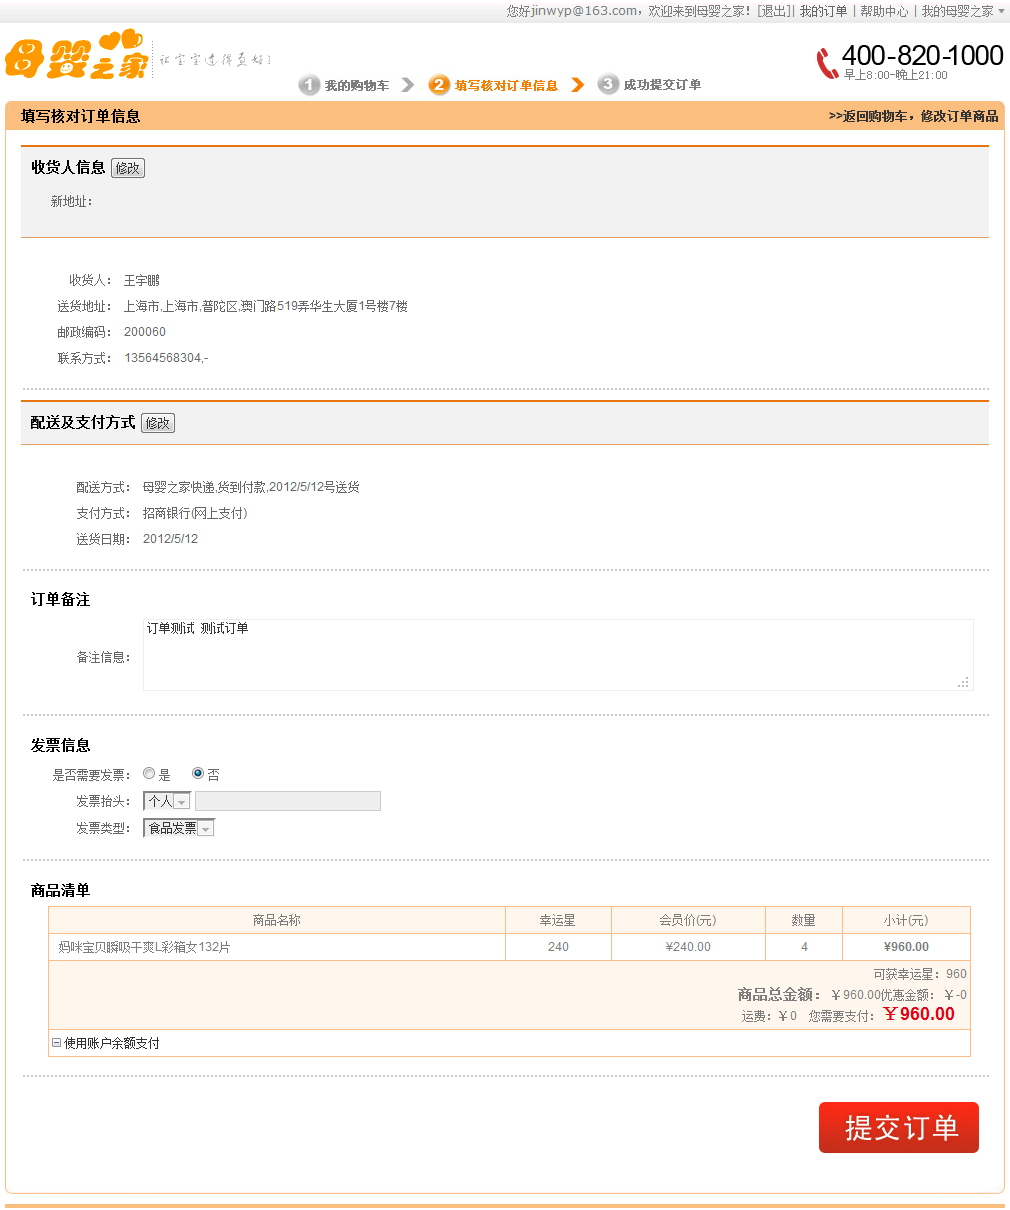 您好jinwyp@163.com，欢迎来到母婴之家！[退出]| 我的订单 | 帮助中心 | 我的母婴之家
母婴之家 让宝宝过得更好！
400-820-1000
早上8:00-晚上21:00
1 我的购物车 2 填写核对订单信息 3 成功提交订单
填写核对订单信息 >>返回购物车，修改订单商品
收货人信息 修改
新地址：
收货人： 王宇鹏
送货地址： 上海市,上海市,普陀区,澳门路519弄华生大厦1号楼7楼
邮政编码： 200060
联系方式： 13564568304,-
配送及支付方式 修改
配送方式： 母婴之家快递,货到付款,2012/5/12号送货
支付方式： 招商银行(网上支付)
送货日期： 2012/5/12
订单备注
备注信息： 订单测试 测试订单
发票信息
是否需要发票： 是 否
发票抬头： 个人
发票类型： 食品发票
商品清单
商品名称 幸运星 会员价(元) 数量 小计(元)
妈咪宝贝瞬吸干爽L彩箱女132片 240 ¥240.00 4 ¥960.00
可获幸运星：960
商品总金额：￥960.00优惠金额：￥-0
运费：￥0 您需要支付：￥960.00
使用账户余额支付
提交订单